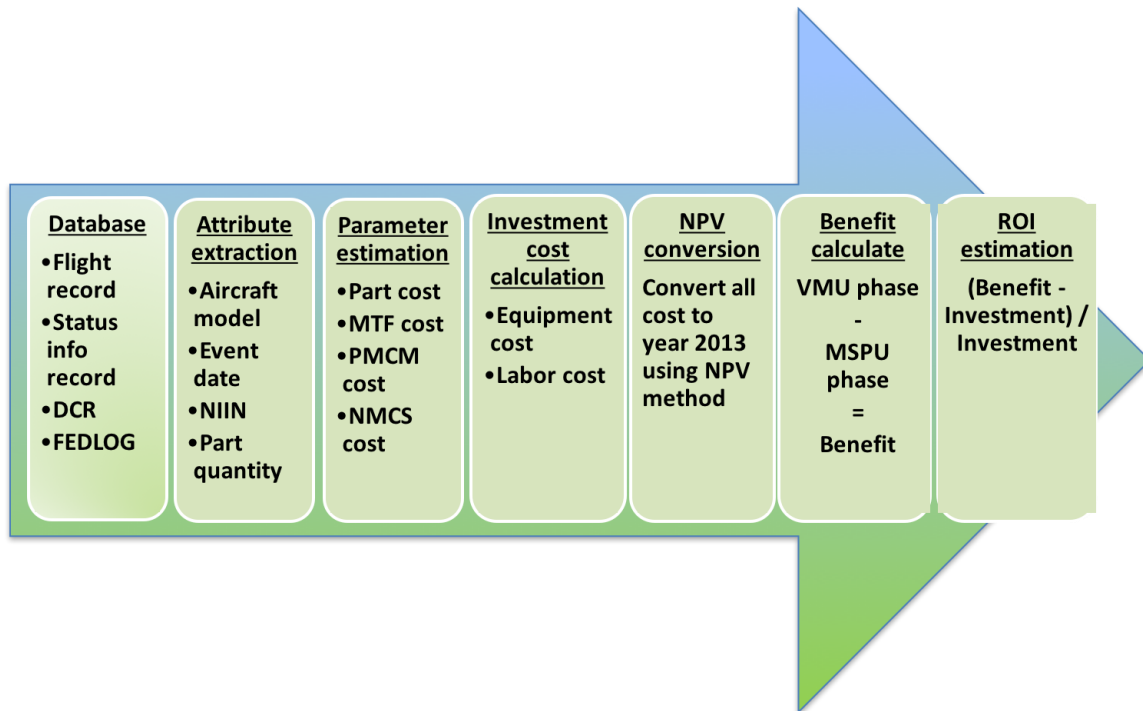 Database
•Flight
record
•Status
info
record
•DCR
•FEDLOG
Attribute
extraction
•Aircraft
model
•Event
date
•NIIN
•Part
quantity
Parameter
estimation
•Part cost
•MTF cost
•PMCM
cost
•NMCS
cost
Investment
cost
calculation
•Equipment
cost
•Labor cost
NPV
conversion
Convert all
cost to
year 2013
using NPV
method
Benefit
calculate
VMU phase
-
MSPU
phase
=
Benefit
ROI
estimation
(Benefit -
Investment) /
Investment